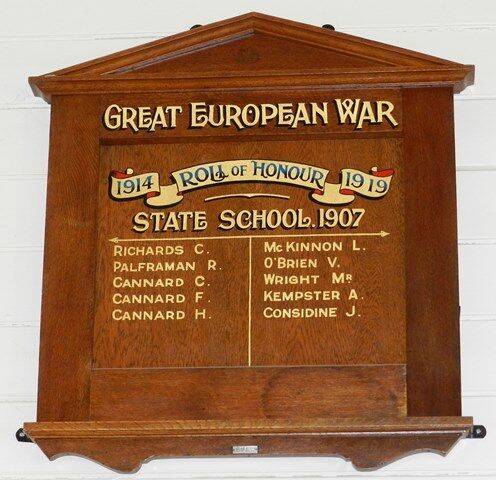 GREAT EUROPEAN WAR
1914 ROLL OF HONOUR 1919
STATE SCHOOL. 1907
RICHARDS C.
PALFRAMAN R.
CANNARD C.
CANNARD F.
CANNARD H.
MCKINNON L.
O'BRIEN V.
WRIGHT MR
KEMPSTER A.
CONSIDINE J.